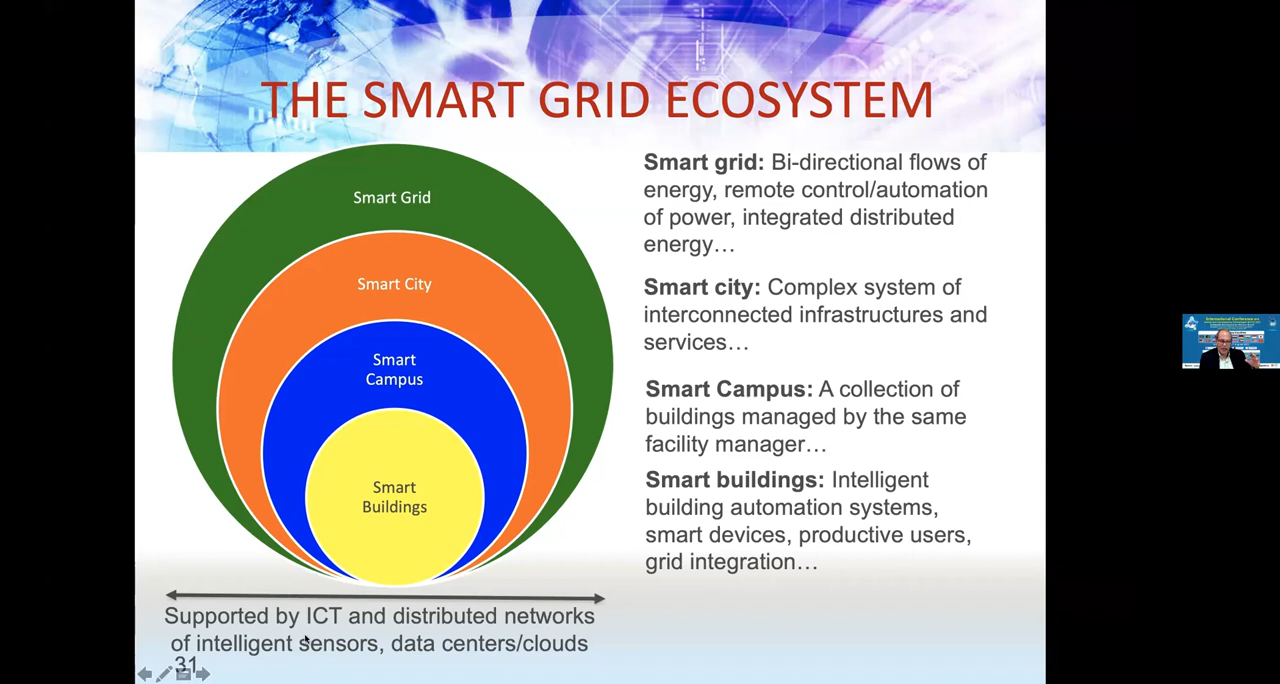 THE SMART GRID ECOSYSTEM
Smart Grid
Smart City
Smart
Campus
Smart
Buildings
Smart grid: Bi-directional flows of
energy, remote control/automation
of power, integrated distributed
energy…
Smart city: Complex system of
interconnected infrastructures and
services…
Smart Campus: A collection of
buildings managed by the same
facility manager…
Smart buildings: Intelligent
building automation systems,
smart devices, productive users,
grid integration…
Supported by ICT and distributed networks
of intelligent sensors, data centers/clouds
31
International Conference on